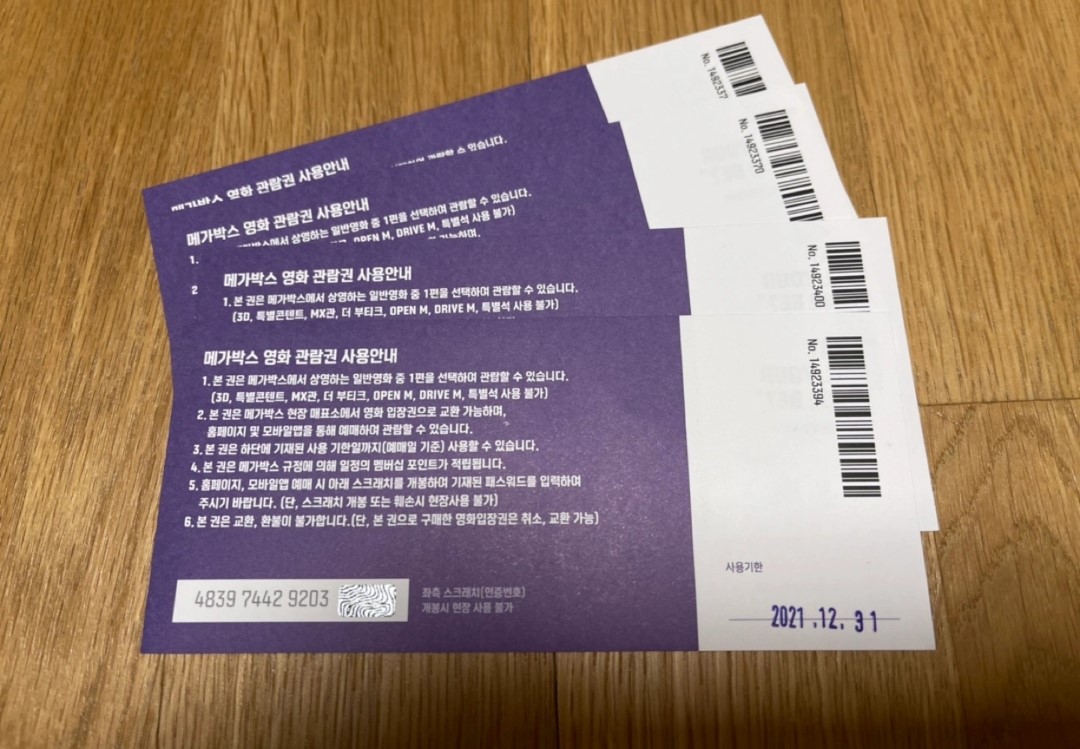 No. 1492337
메가박스 영화 관람권 사용안내
수 있습니다.
No. 14923370
메가박스 영화 관람권 사용안내
1.
메가박스에서 상영하는 일반영화 중 1편을 선택하여 관람할 수 있습니다.
OPEN M, DRIVE M, 특별석 사용 불가)
2
No. 14923400
메가박스 영화 관람권 사용안내
1. 본 권은 메가박스에서 상영하는 일반영화 중 1편을 선택하여 관람할 수 있습니다.
(3D, 특별콘텐트, MX관, 더 부티크, OPEN M, DRIVE M, 특별석 사용 불가)
No. 14923394
메가박스 영화 관람권 사용안내
1. 본 권은 메가박스에서 상영하는 일반영화 중 1편을 선택하여 관람할 수 있습니다.
(3D, 특별콘텐트, MX관, 더 부티크, OPEN M, DRIVE M, 특별석 사용 불가)
2. 본 권은 메가박스 현장 매표소에서 영화 입장권으로 교환 가능하며,
홈페이지 및 모바일앱을 통해 예매하여 관람할 수 있습니다.
3. 본 권은 하단에 기재된 사용 기한일까지(예매일 기준) 사용할 수 있습니다.
4. 본 권은 메가박스 규정에 의해 일정의 멤버십 포인트가 적립됩니다.
5. 홈페이지, 모바일앱 예매 시 아래 스크래치를 개봉하여 기재된 패스워드를 입력하여
주시기 바랍니다. (단, 스크래치 개봉 또는 훼손시 현장사용 불가)
6. 본 권은 교환, 환불이 불가합니다.(단, 본 권으로 구매한 영화입장권은 취소, 교환 가능)
4839 7442 9203
좌측 스크래치(인증번호)
개봉시 현장 사용 불가
사용기한
2021.12.31